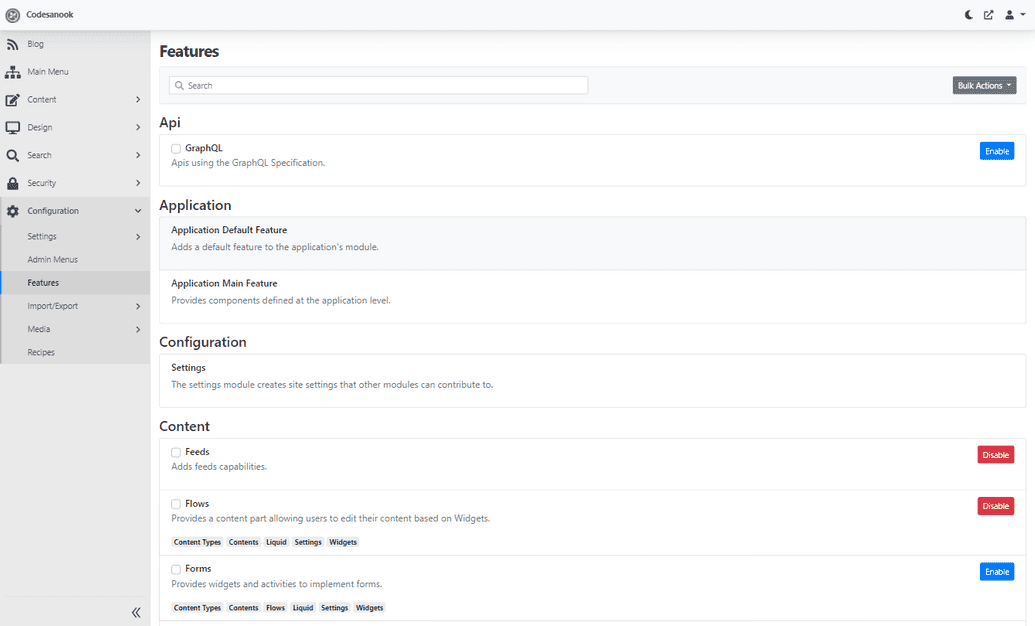 Codesanook
Blog
Main Menu
Content
Design
Search
Security
Configuration
Settings
Admin Menus
Features
Import/Export
Media
Recipes
Features
Search
Bulk Actions
Api
GraphQL
Enable
Apis using the GraphQL Specification.
Application
Application Default Feature
Adds a default feature to the application's module.
Application Main Feature
Provides components defined at the application level.
Configuration
Settings
The settings module creates site settings that other modules can contribute to.
Content
Feeds
Disable
Adds feeds capabilities.
Flows
Disable
Provides a content part allowing users to edit their content based on Widgets.
Content Types Contents Liquid Settings Widgets
Forms
Enable
Provides widgets and activities to implement forms.
Content Types Contents Flows Liquid Settings Widgets